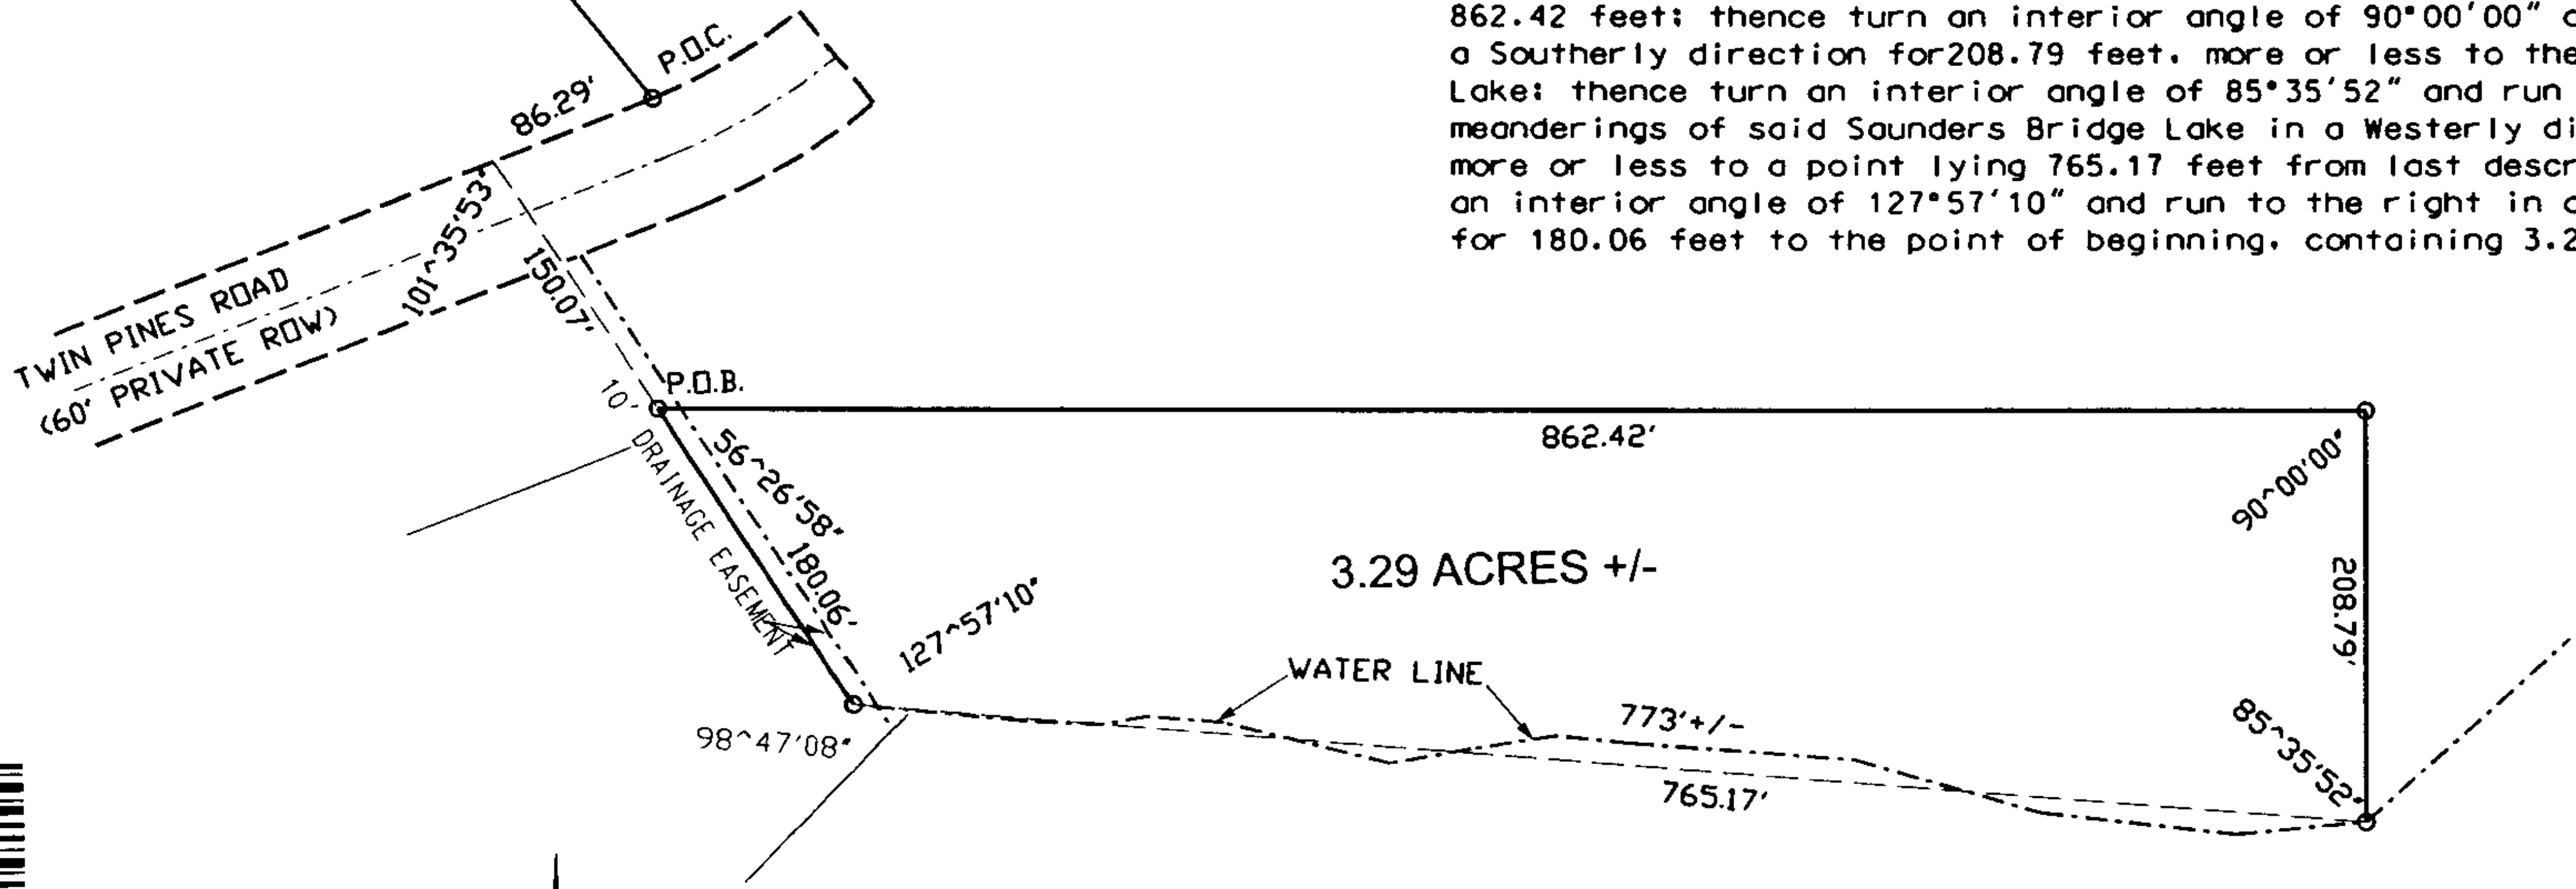 862.42 feet; thence turn an interior angle of 90°00'00"
a Southerly direction for208.79 feet, more or less to the
Lake; thence turn an interior angle of 85°35'52" and run
meanderings of said Saunders Bridge Lake in a Westerly
more or less to a point lying 765.17 feet from last
an interior angle of 127°57'10" and run to the right in
for 180.06 feet to the point of beginning, containing
P.O.C.
86.29'
101^35'53"
150.07'
TWIN PINES ROAD
(60' PRIVATE ROW)
P.O.B.
10' DRAINAGE EASEMENT
56^26'58"
180.06'
862.42'
90^00'00"
3.29 ACRES +/-
208.79'
127^57'10"
WATER LINE
773'+/-
765.17'
85^35'52"
98^47'08"